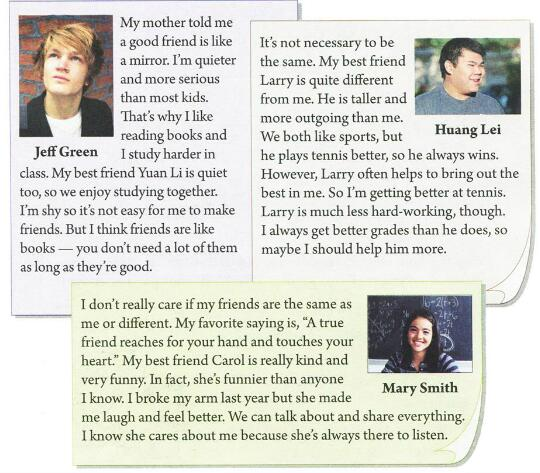 My mother told me
a good friend is like
a mirror. I'm quieter
and more serious
than most kids.
That's why I like
reading books and
I study harder in
class. My best friend Yuan Li is quiet
too, so we enjoy studying together.
I'm shy so it's not easy for me to make
friends. But I think friends are like
books — you don't need a lot of them
as long as they're good.
Jeff Green
It's not necessary to be
the same. My best friend
Larry is quite different
from me. He is taller and
more outgoing than me.
We both like sports, but
he plays tennis better, so he always wins.
However, Larry often helps to bring out the
best in me. So I'm getting better at tennis.
Larry is much less hard-working, though.
I always get better grades than he does, so
maybe I should help him more.
Huang Lei
I don't really care if my friends are the same as
me or different. My favorite saying is, “A true
friend reaches for your hand and touches your
heart.” My best friend Carol is really kind and
very funny. In fact, she's funnier than anyone
I know. I broke my arm last year but she made
me laugh and feel better. We can talk about and share everything.
I know she cares about me because she's always there to listen.
Mary Smith